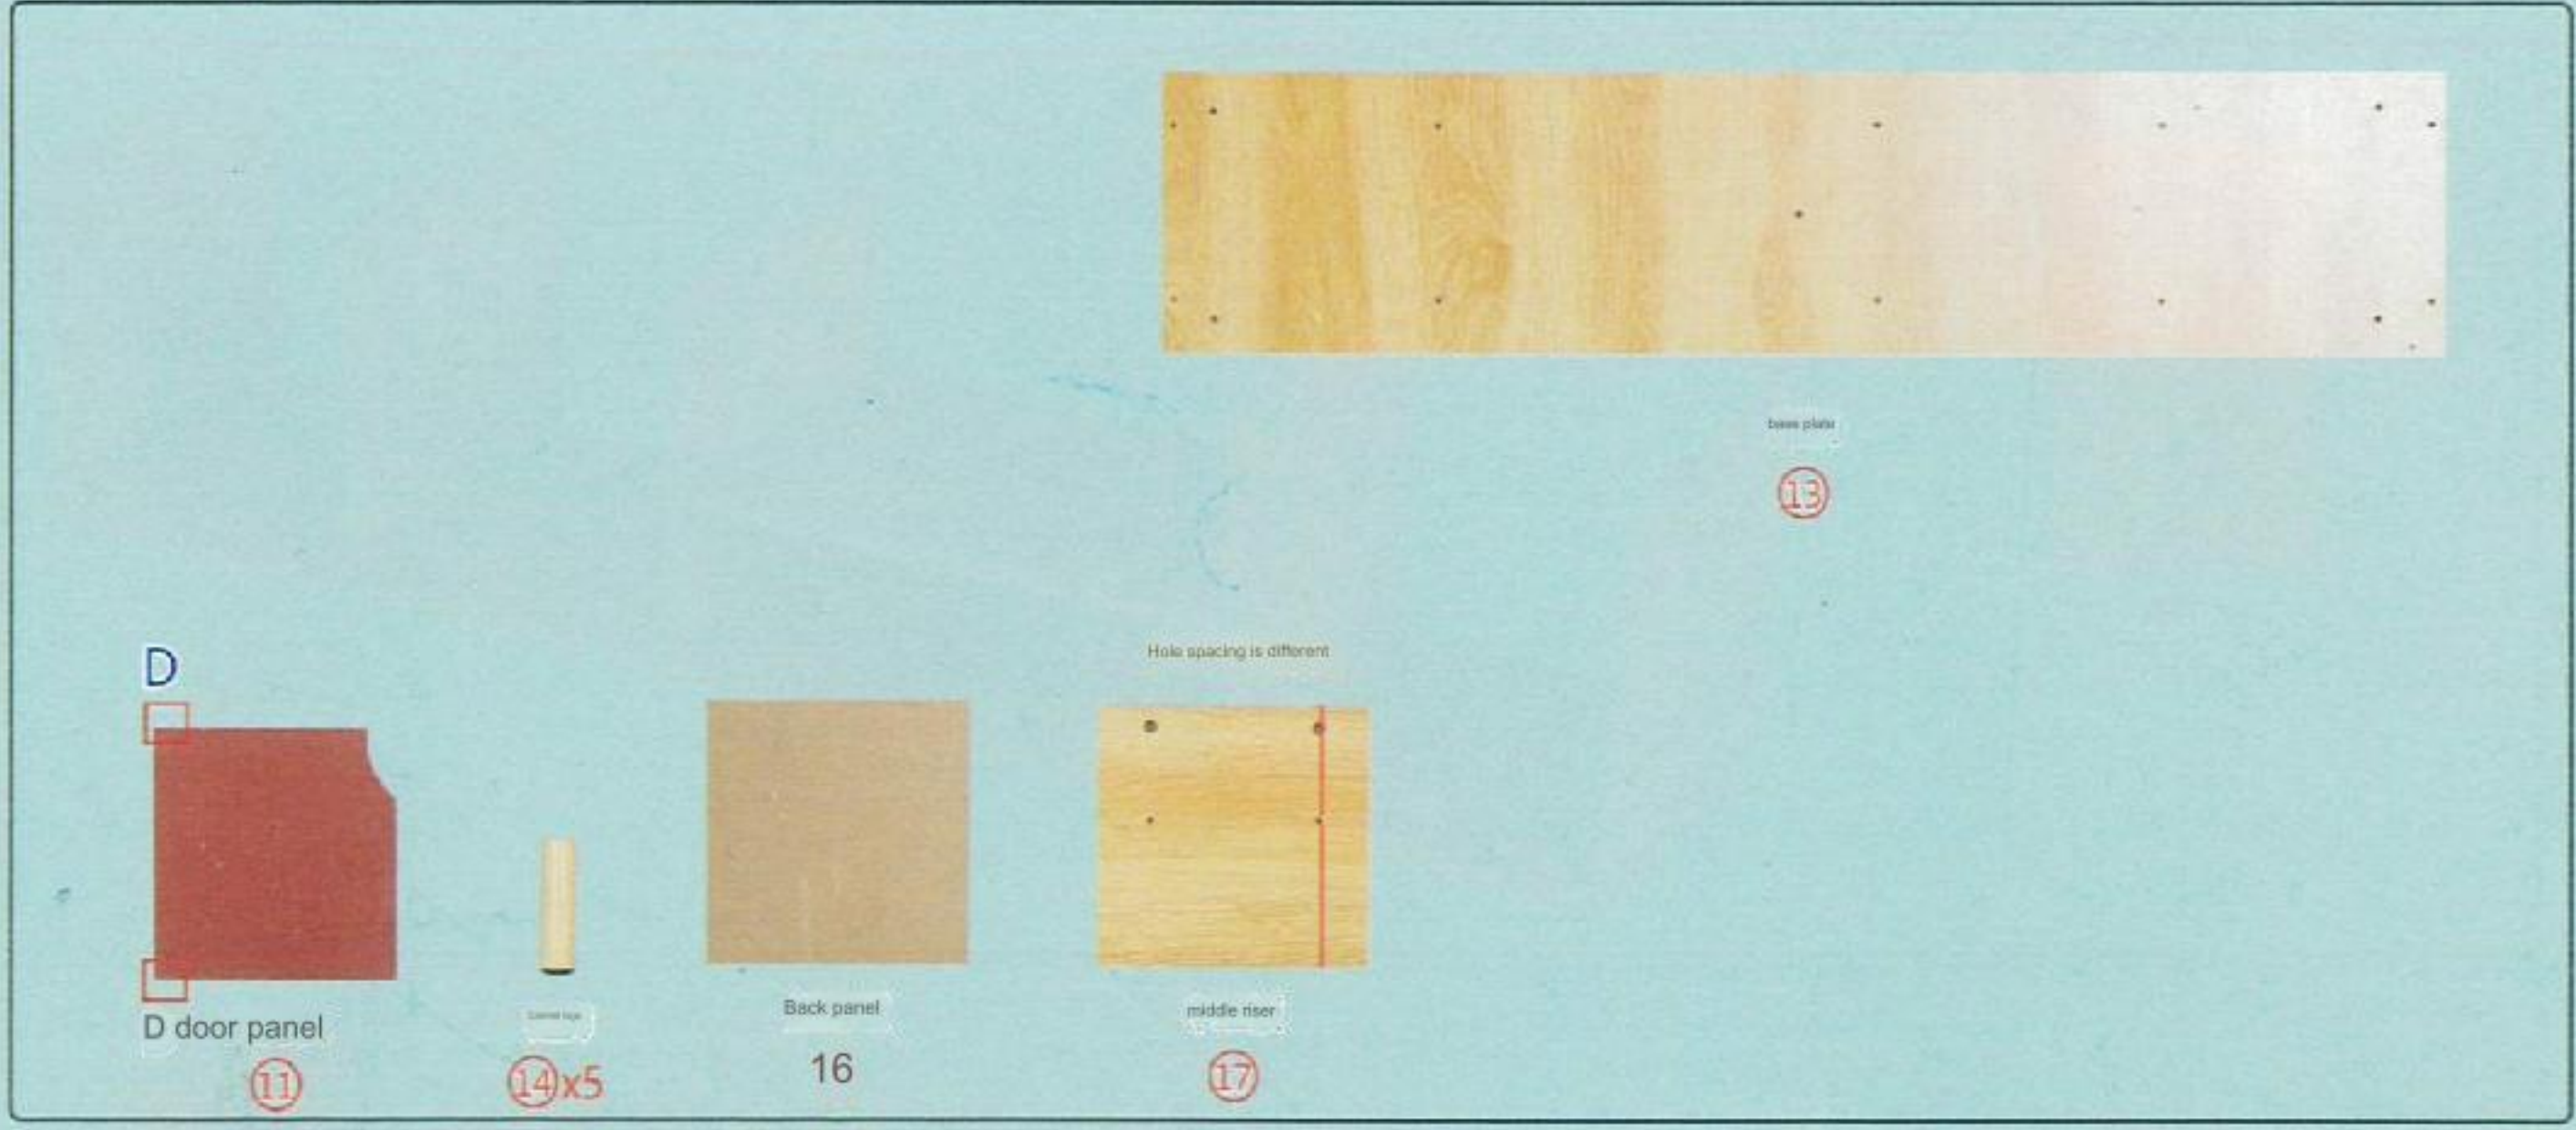 base plate
⑬
Hole spacing is different
D
D door panel
Back panel
middle riser
⑪
⑭x5
16
⑰